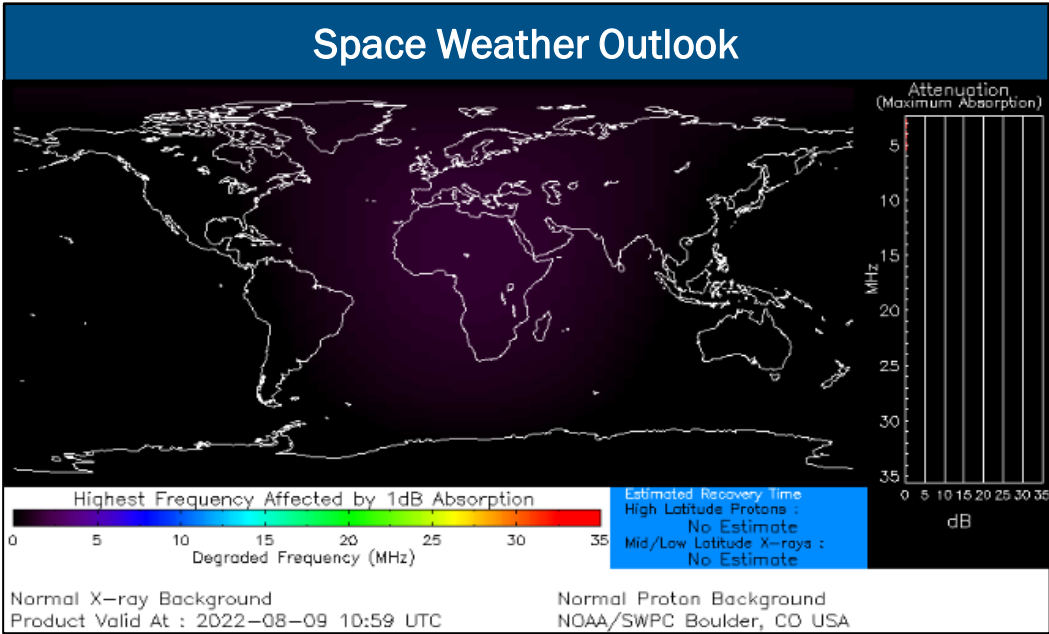 Space Weather Outlook
Attenuation
(Maximum Absorption)
5
10
15
20
25
30
35
MHz
0 5 10 15 20 25 30 35
dB
Highest Frequency Affected by 1dB Absorption
0 5 10 15 20 25 30 35
Degraded Frequency (MHz)
Estimated Recovery Time
High Latitude Protons :
No Estimate
Mid/Low Latitude X-rays :
No Estimate
Normal X-ray Background
Normal Proton Background
Product Valid At : 2022-08-09 10:59 UTC
NOAA/SWPC Boulder, CO USA